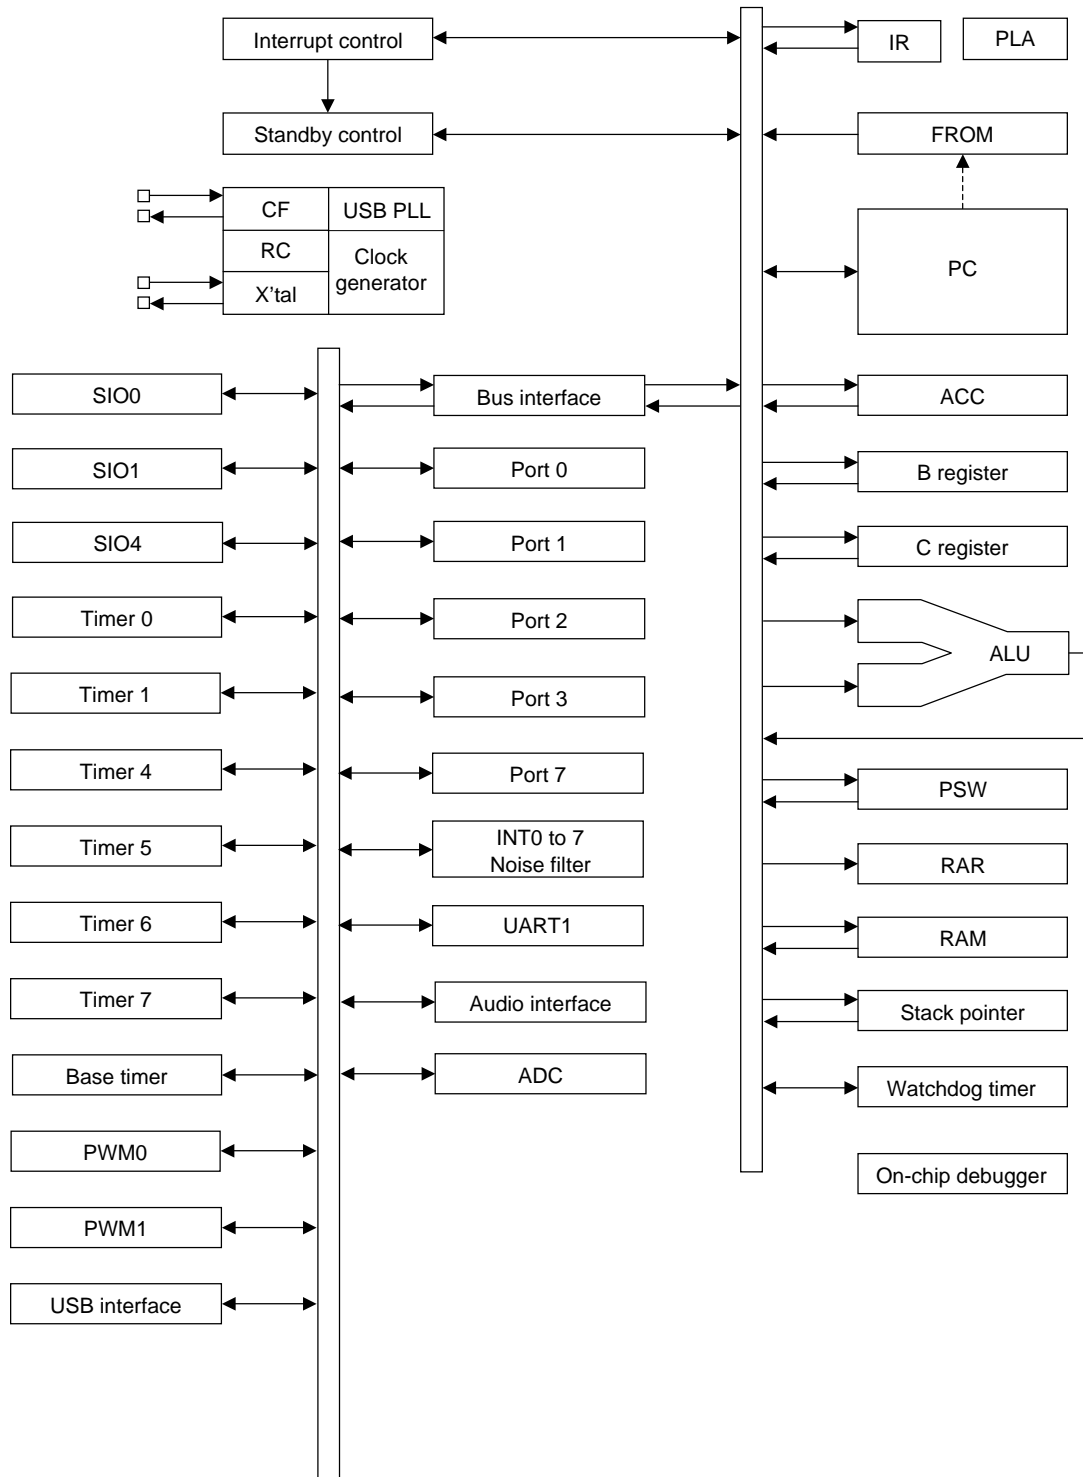 Interrupt control
IR
PLA
Standby control
FROM
CF
USB PLL
RC
Clock
generator
X'tal
PC
SIO0
Bus interface
ACC
SIO1
Port 0
B register
SIO4
Port 1
C register
Timer 0
Port 2
ALU
Timer 1
Port 3
Timer 4
Port 7
PSW
Timer 5
INT0 to 7
Noise filter
RAR
Timer 6
UART1
RAM
Timer 7
Audio interface
Stack pointer
Base timer
ADC
Watchdog timer
PWM0
On-chip debugger
PWM1
USB interface